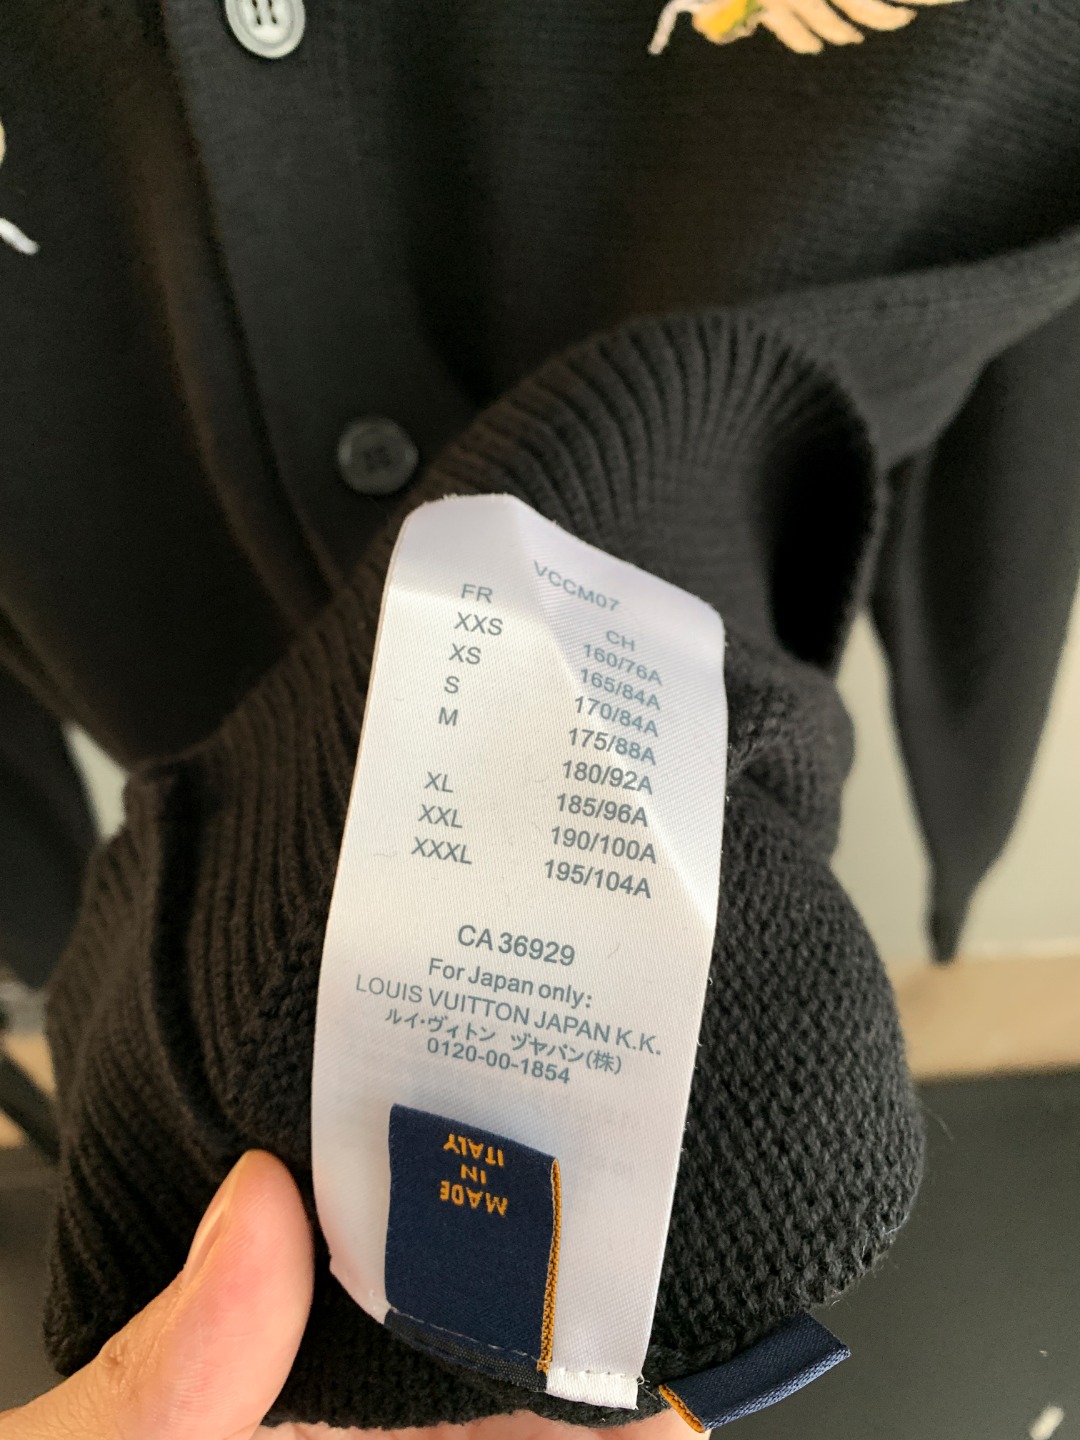 VCCM07
FR CH
XXS 160/76A
XS 165/84A
S 170/84A
M 175/88A
180/92A
XL 185/96A
XXL 190/100A
XXXL 195/104A
CA 36929
For Japan only:
LOUIS VUITTON JAPAN K.K.
ルイ・ヴィトン ヅヤパン(株)
0120-00-1854
MADE
IN
ITALY